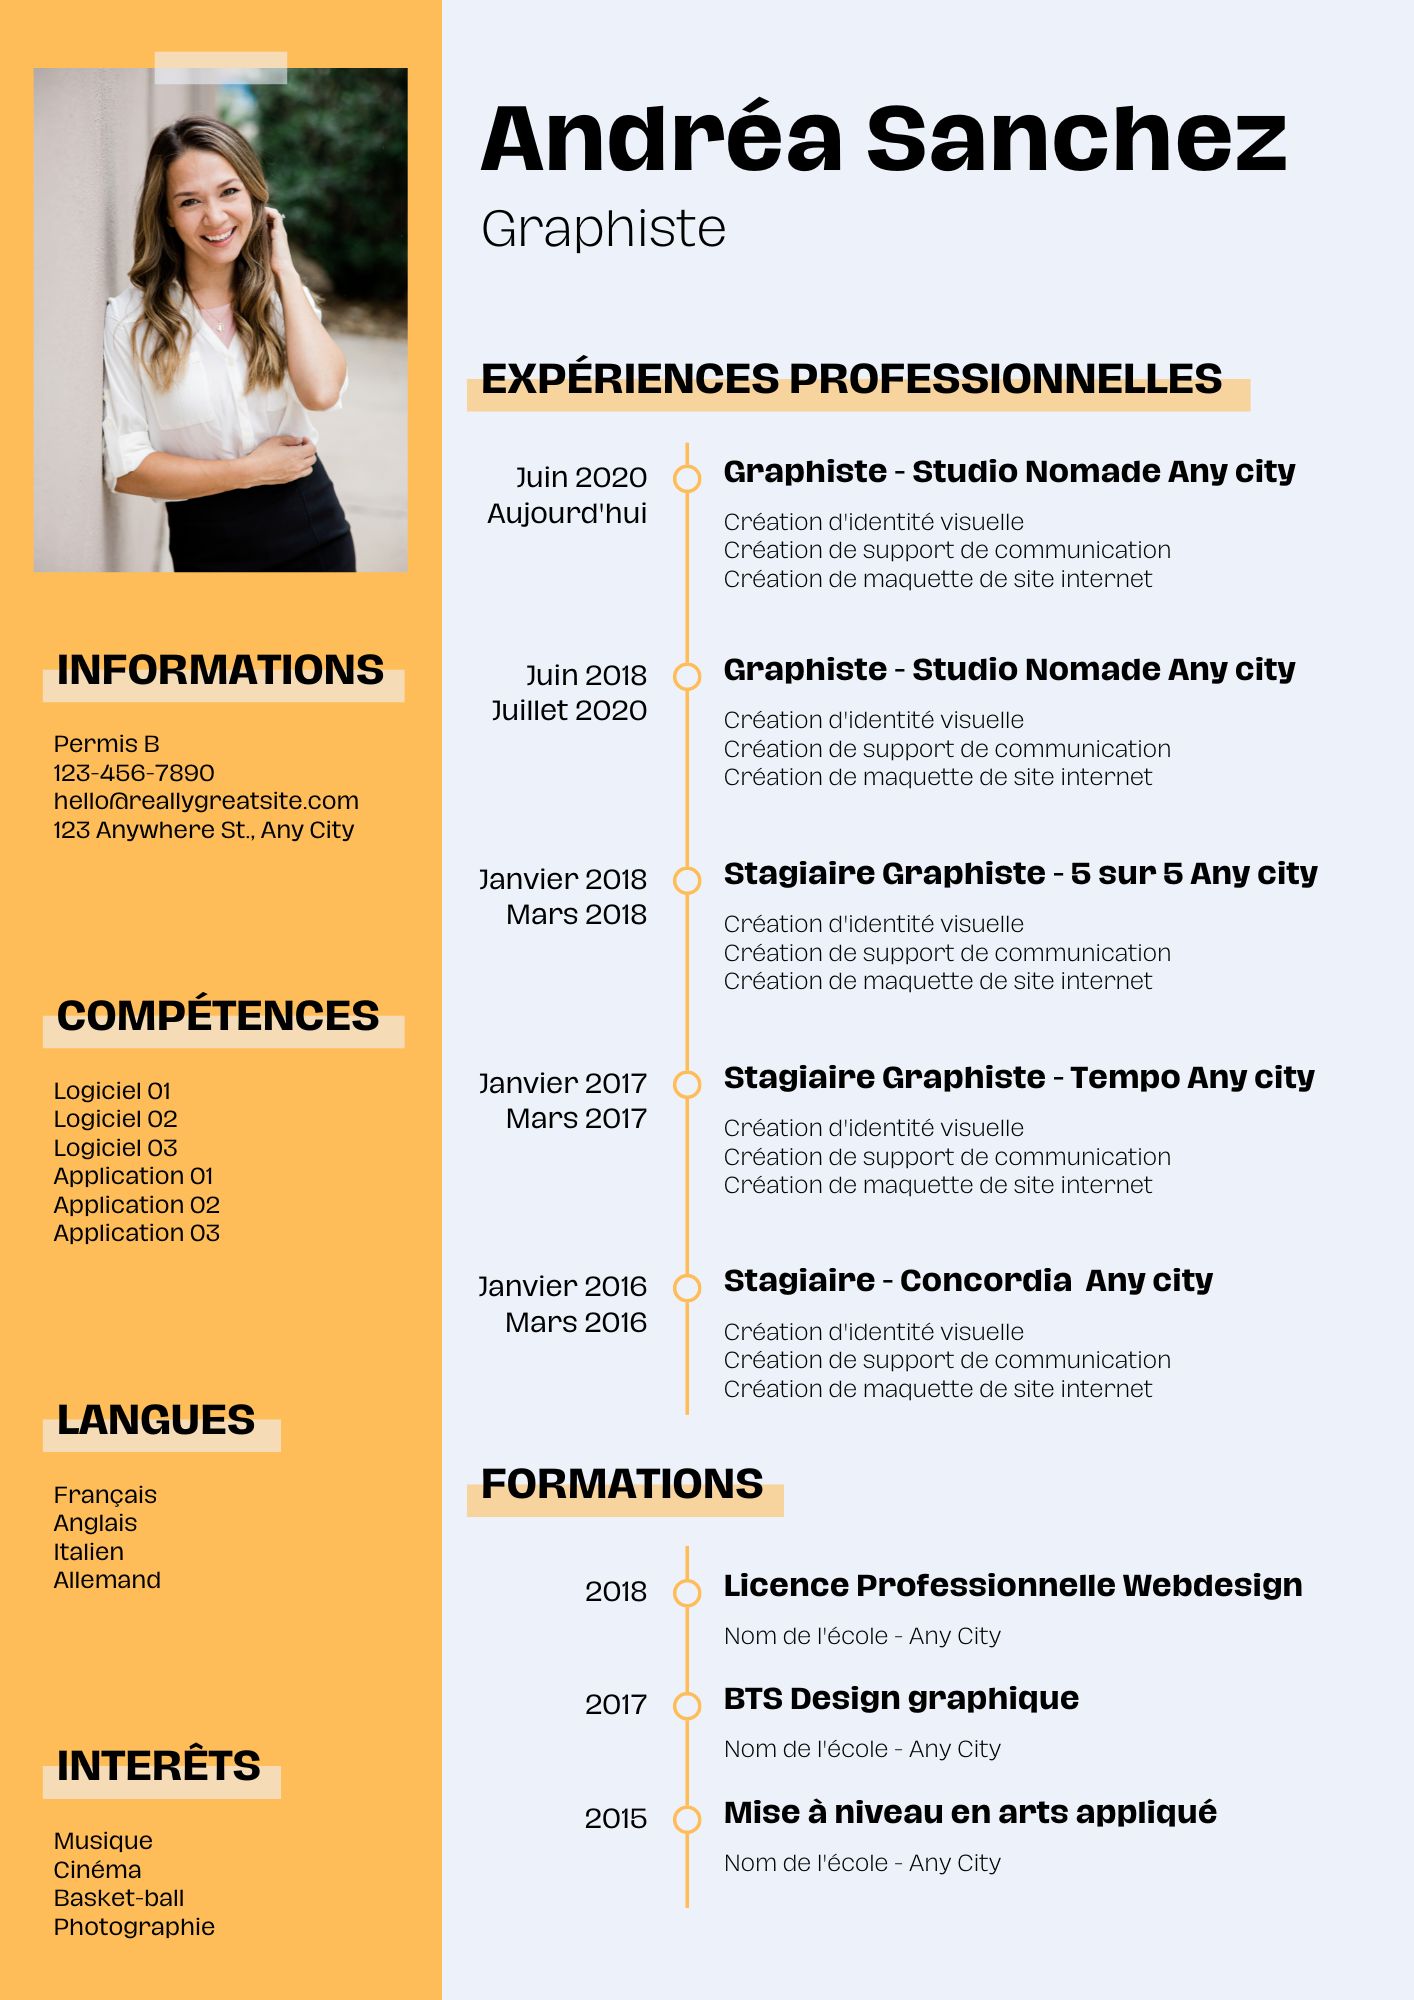 Andréa Sanchez
Graphiste
INFORMATIONS
Permis B
123-456-7890
hello@reallygreatsite.com
123 Anywhere St., Any City
COMPÉTENCES
Logiciel 01
Logiciel 02
Logiciel 03
Application 01
Application 02
Application 03
LANGUES
Français
Anglais
Italien
Allemand
INTERÊTS
Musique
Cinéma
Basket-ball
Photographie
EXPÉRIENCES PROFESSIONNELLES
Juin 2020
Aujourd'hui
Graphiste - Studio Nomade Any city
Création d'identité visuelle
Création de support de communication
Création de maquette de site internet
Juin 2018
Juillet 2020
Graphiste - Studio Nomade Any city
Création d'identité visuelle
Création de support de communication
Création de maquette de site internet
Janvier 2018
Mars 2018
Stagiaire Graphiste - 5 sur 5 Any city
Création d'identité visuelle
Création de support de communication
Création de maquette de site internet
Janvier 2017
Mars 2017
Stagiaire Graphiste - Tempo Any city
Création d'identité visuelle
Création de support de communication
Création de maquette de site internet
Janvier 2016
Mars 2016
Stagiaire - Concordia  Any city
Création d'identité visuelle
Création de support de communication
Création de maquette de site internet
FORMATIONS
2018
Licence Professionnelle Webdesign
Nom de l'école - Any City
2017
BTS Design graphique
Nom de l'école - Any City
2015
Mise à niveau en arts appliqué
Nom de l'école - Any City